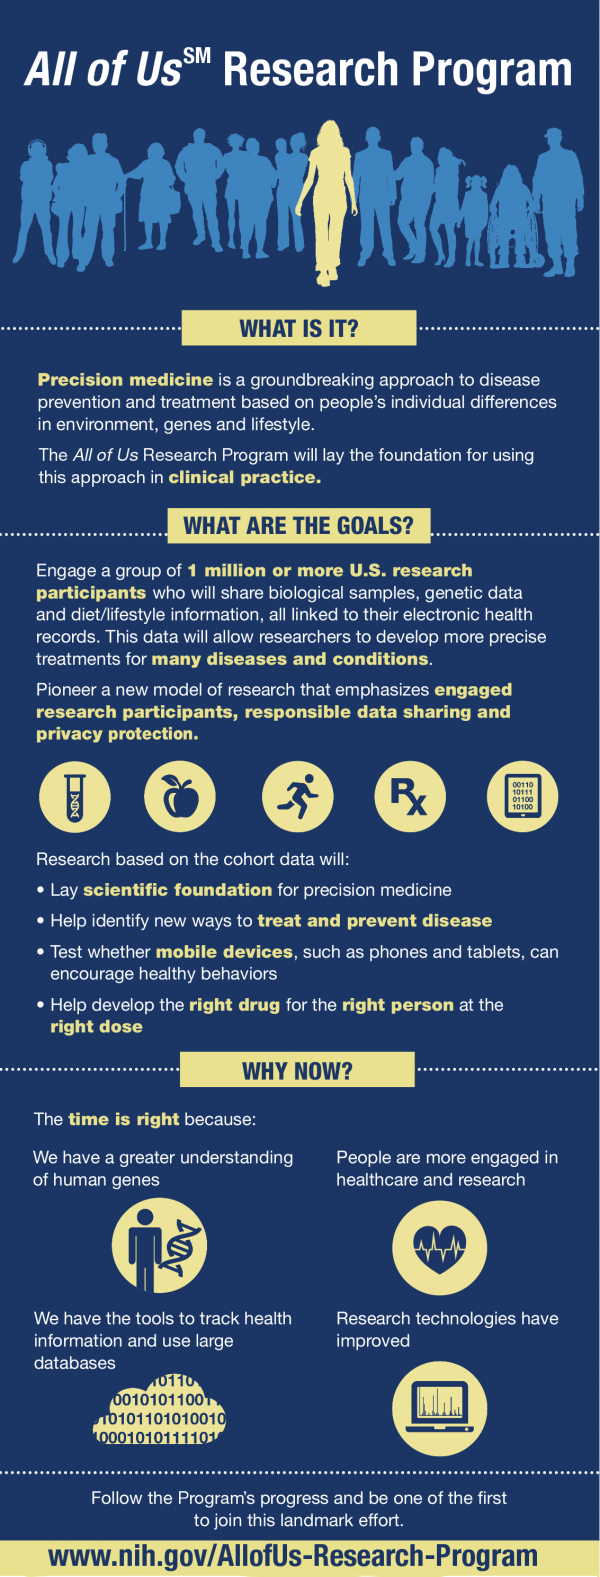 All of Us℠ Research Program
WHAT IS IT?
Precision medicine is a groundbreaking approach to disease
prevention and treatment based on people's individual differences
in environment, genes and lifestyle.
The All of Us Research Program will lay the foundation for using
this approach in clinical practice.
WHAT ARE THE GOALS?
Engage a group of 1 million or more U.S. research
participants who will share biological samples, genetic data
and diet/lifestyle information, all linked to their electronic health
records. This data will allow researchers to develop more precise
treatments for many diseases and conditions.
Pioneer a new model of research that emphasizes engaged
research participants, responsible data sharing and
privacy protection.
Rx
00110
10111
01100
10100
Research based on the cohort data will:
• Lay scientific foundation for precision medicine
• Help identify new ways to treat and prevent disease
• Test whether mobile devices, such as phones and tablets, can
encourage healthy behaviors
• Help develop the right drug for the right person at the
right dose
WHY NOW?
The time is right because:
We have a greater understanding
of human genes
People are more engaged in
healthcare and research
We have the tools to track health
information and use large
databases
Research technologies have
improved
Follow the Program's progress and be one of the first
to join this landmark effort.
www.nih.gov/AllofUs-Research-Program